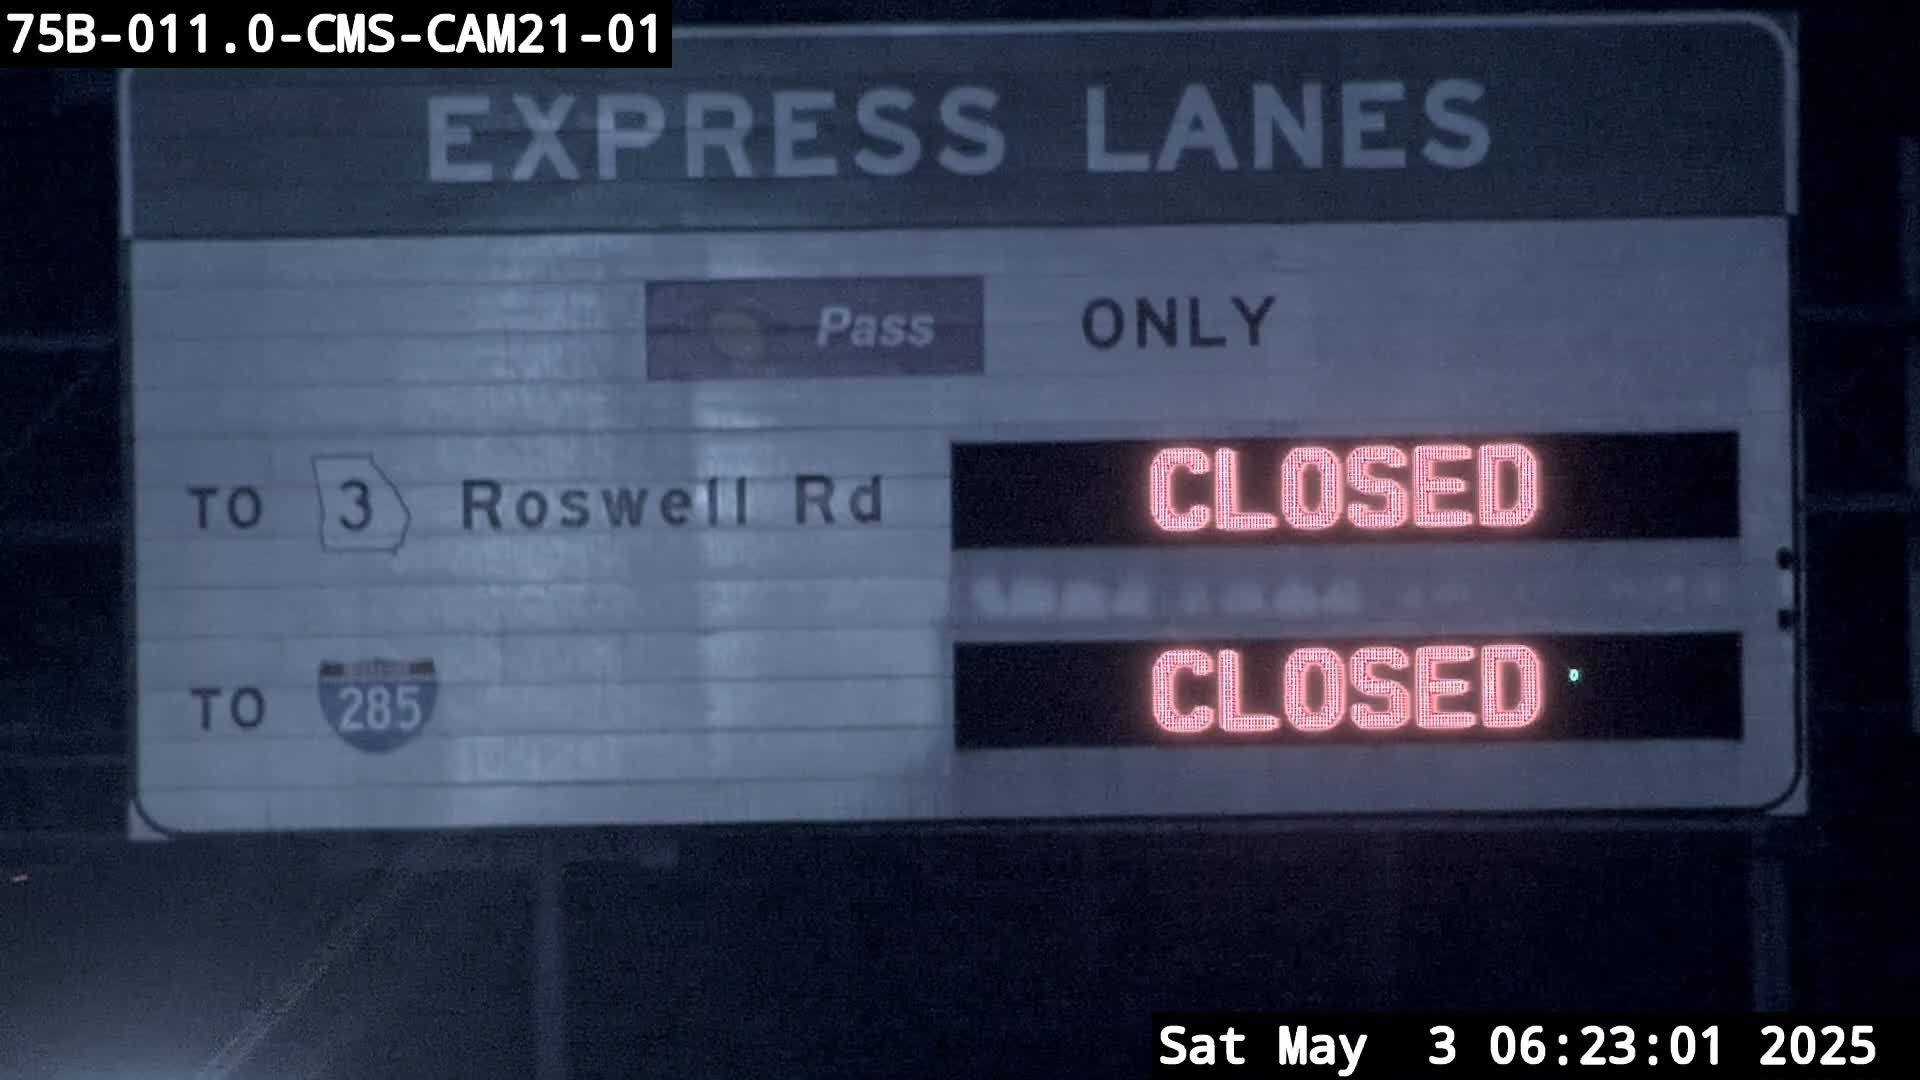 75B-011.0-CMS-CAM21-01
EXPRESS LANES
Pass ONLY
TO 3 Roswell Rd CLOSED
TO 285 CLOSED
Sat May 3 06:23:01 2025